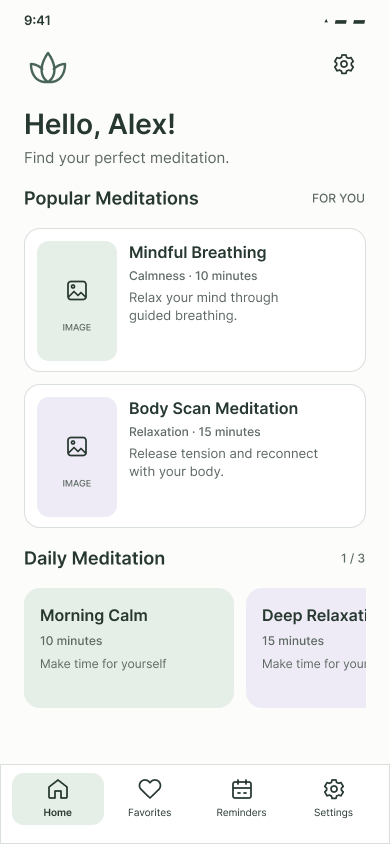 9:41
Hello, Alex!
Find your perfect meditation.
Popular Meditations
FOR YOU
IMAGE
Mindful Breathing
Calmness · 10 minutes
Relax your mind through
guided breathing.
IMAGE
Body Scan Meditation
Relaxation · 15 minutes
Release tension and reconnect
with your body.
Daily Meditation
1 / 3
Morning Calm
10 minutes
Make time for yourself
Deep Relaxati
15 minutes
Make time for your
Home
Favorites
Reminders
Settings